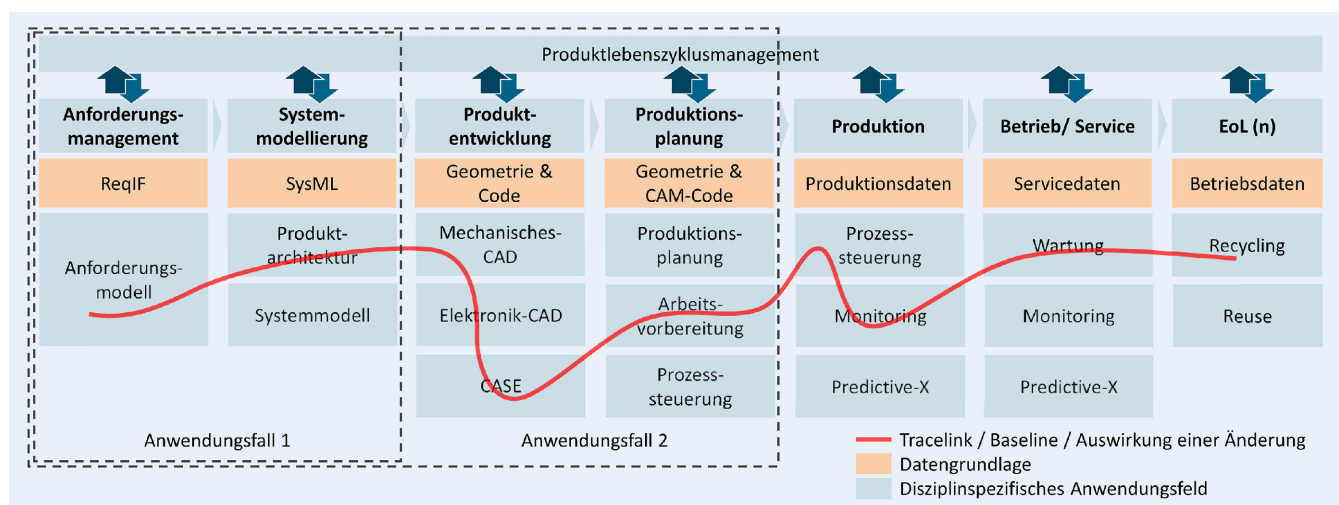 Produktlebenszyklusmanagement
Anforderungs-
management
System-
modellierung
Produkt-
entwicklung
Produktions-
planung
Produktion
Betrieb/ Service
EoL (n)
ReqIF
SysML
Geometrie &
Code
Geometrie &
CAM-Code
Produktionsdaten
Servicedaten
Betriebsdaten
Anforderungs-
modell
Produkt-
architektur
Mechanisches-
CAD
Produktions-
planung
Prozess-
steuerung
Wartung
Recycling
Systemmodell
Elektronik-CAD
Arbeits-
vorbereitung
Monitoring
Monitoring
Reuse
CASE
Prozess-
steuerung
Predictive-X
Predictive-X
Anwendungsfall 1
Anwendungsfall 2
Tracelink / Baseline / Auswirkung einer Änderung
Datengrundlage
Disziplinspezifisches Anwendungsfeld